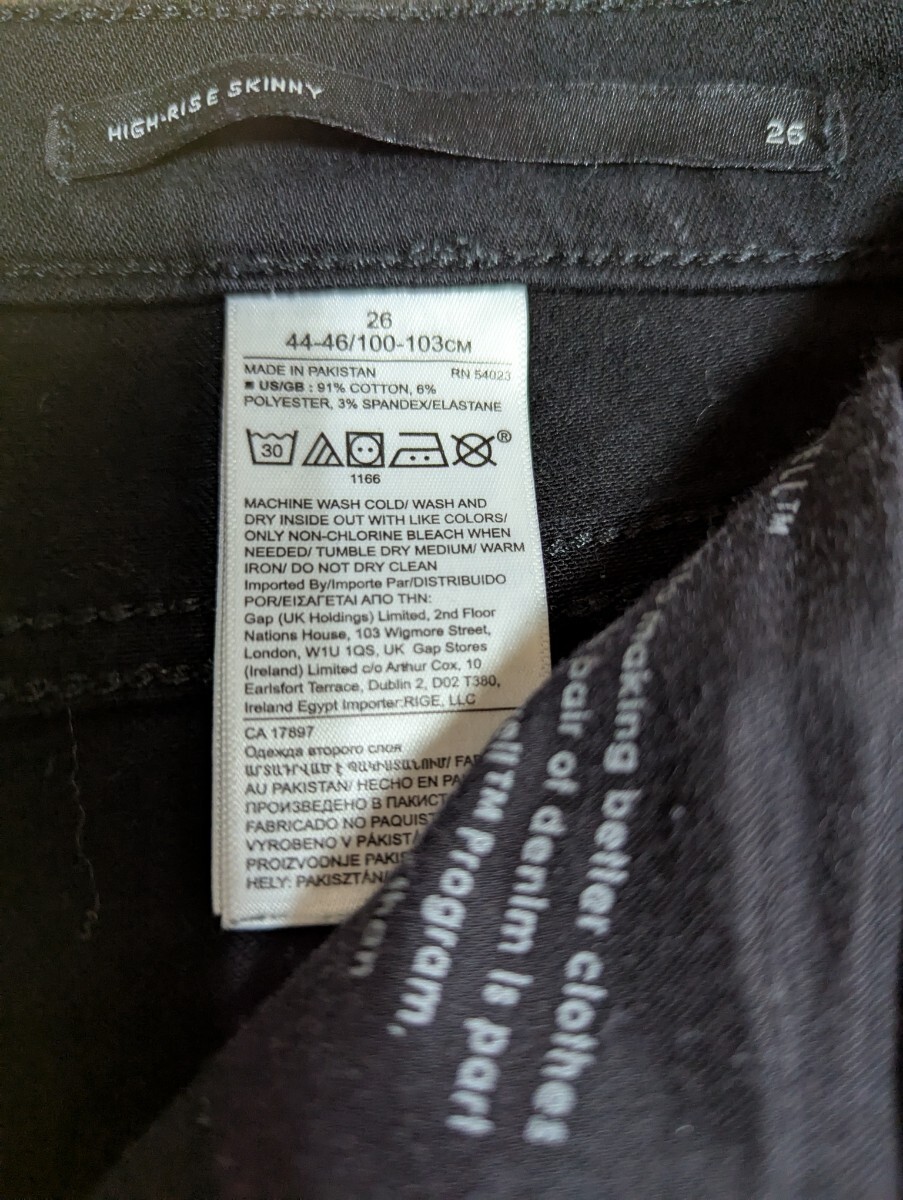 HIGH-RISE SKINNY
26
26
44-46/100-103CM
MADE IN PAKISTAN RN 54023
■ US/GB : 91% COTTON, 6%
POLYESTER, 3% SPANDEX/ELASTANE
30
®
1166
MACHINE WASH COLD/ WASH AND
DRY INSIDE OUT WITH LIKE COLORS/
ONLY NON-CHLORINE BLEACH WHEN
NEEDED/ TUMBLE DRY MEDIUM/ WARM
IRON/ DO NOT DRY CLEAN
Imported By/Importe Par/DISTRIBUIDO
POR/ΕΙΣΑΓΕΤΑΙ ΑΠΟ ΤΗΝ:
Gap (UK Holdings) Limited, 2nd Floor
Nations House, 103 Wigmore Street,
London, W1U 1QS, UK Gap Stores
(Ireland) Limited c/o Arthur Cox, 10
Earlsfort Terrace, Dublin 2, D02 T380,
Ireland Egypt Importer:RIGE, LLC
CA 17897
Одежда второго слоя
AU PAKISTAN/ HECHO EN
ПРОИЗВЕДЕНО В
FABRICADO NO
VYROBENO V
PROIZVODNJE
HELY: PAKISZTÁN/
making better clothes
pair of denim is part
Program.